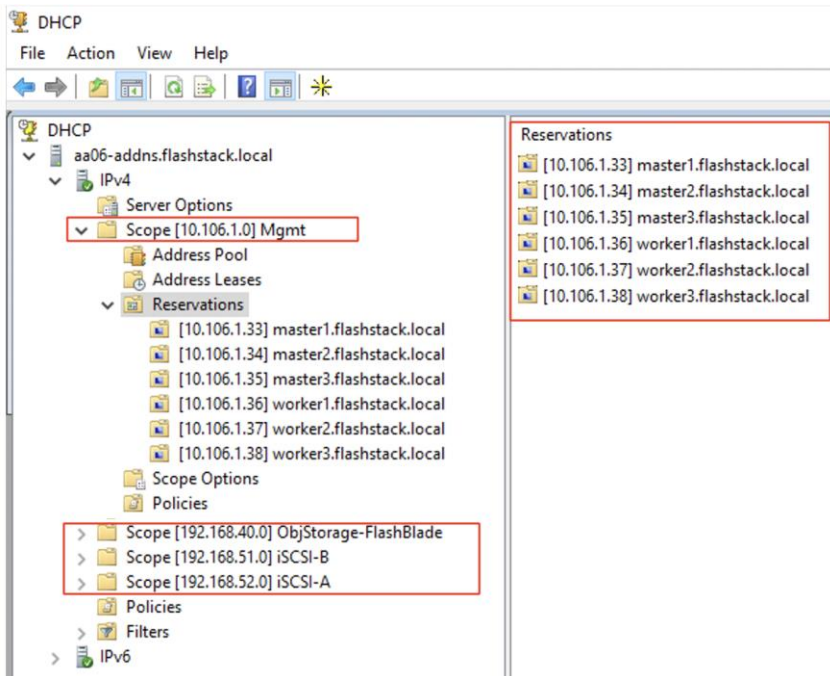 DHCP
File Action View Help
DHCP
aa06-addns.flashstack.local
IPv4
Server Options
Scope [10.106.1.0] Mgmt
Address Pool
Address Leases
Reservations
[10.106.1.33] master1.flashstack.local
[10.106.1.34] master2.flashstack.local
[10.106.1.35] master3.flashstack.local
[10.106.1.36] worker1.flashstack.local
[10.106.1.37] worker2.flashstack.local
[10.106.1.38] worker3.flashstack.local
Scope Options
Policies
Scope [192.168.40.0] ObjStorage-FlashBlade
Scope [192.168.51.0] iSCSI-B
Scope [192.168.52.0] iSCSI-A
Policies
Filters
IPv6
Reservations
[10.106.1.33] master1.flashstack.local
[10.106.1.34] master2.flashstack.local
[10.106.1.35] master3.flashstack.local
[10.106.1.36] worker1.flashstack.local
[10.106.1.37] worker2.flashstack.local
[10.106.1.38] worker3.flashstack.local